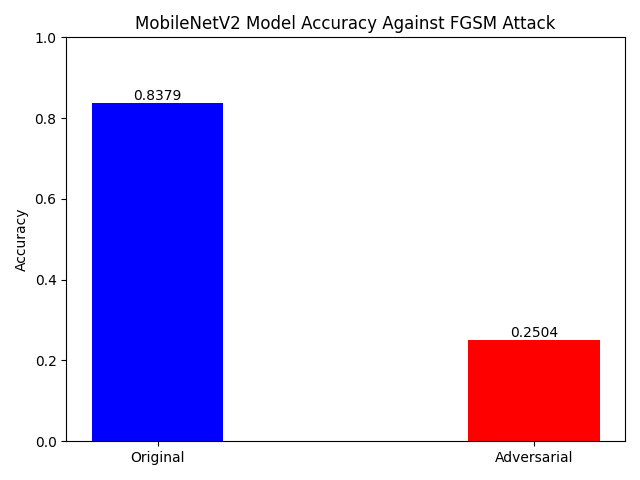 MobileNetV2 Model Accuracy Against FGSM Attack
1.0
0.8
0.6
0.4
0.2
0.0
Accuracy
0.8379
0.2504
Original
Adversarial